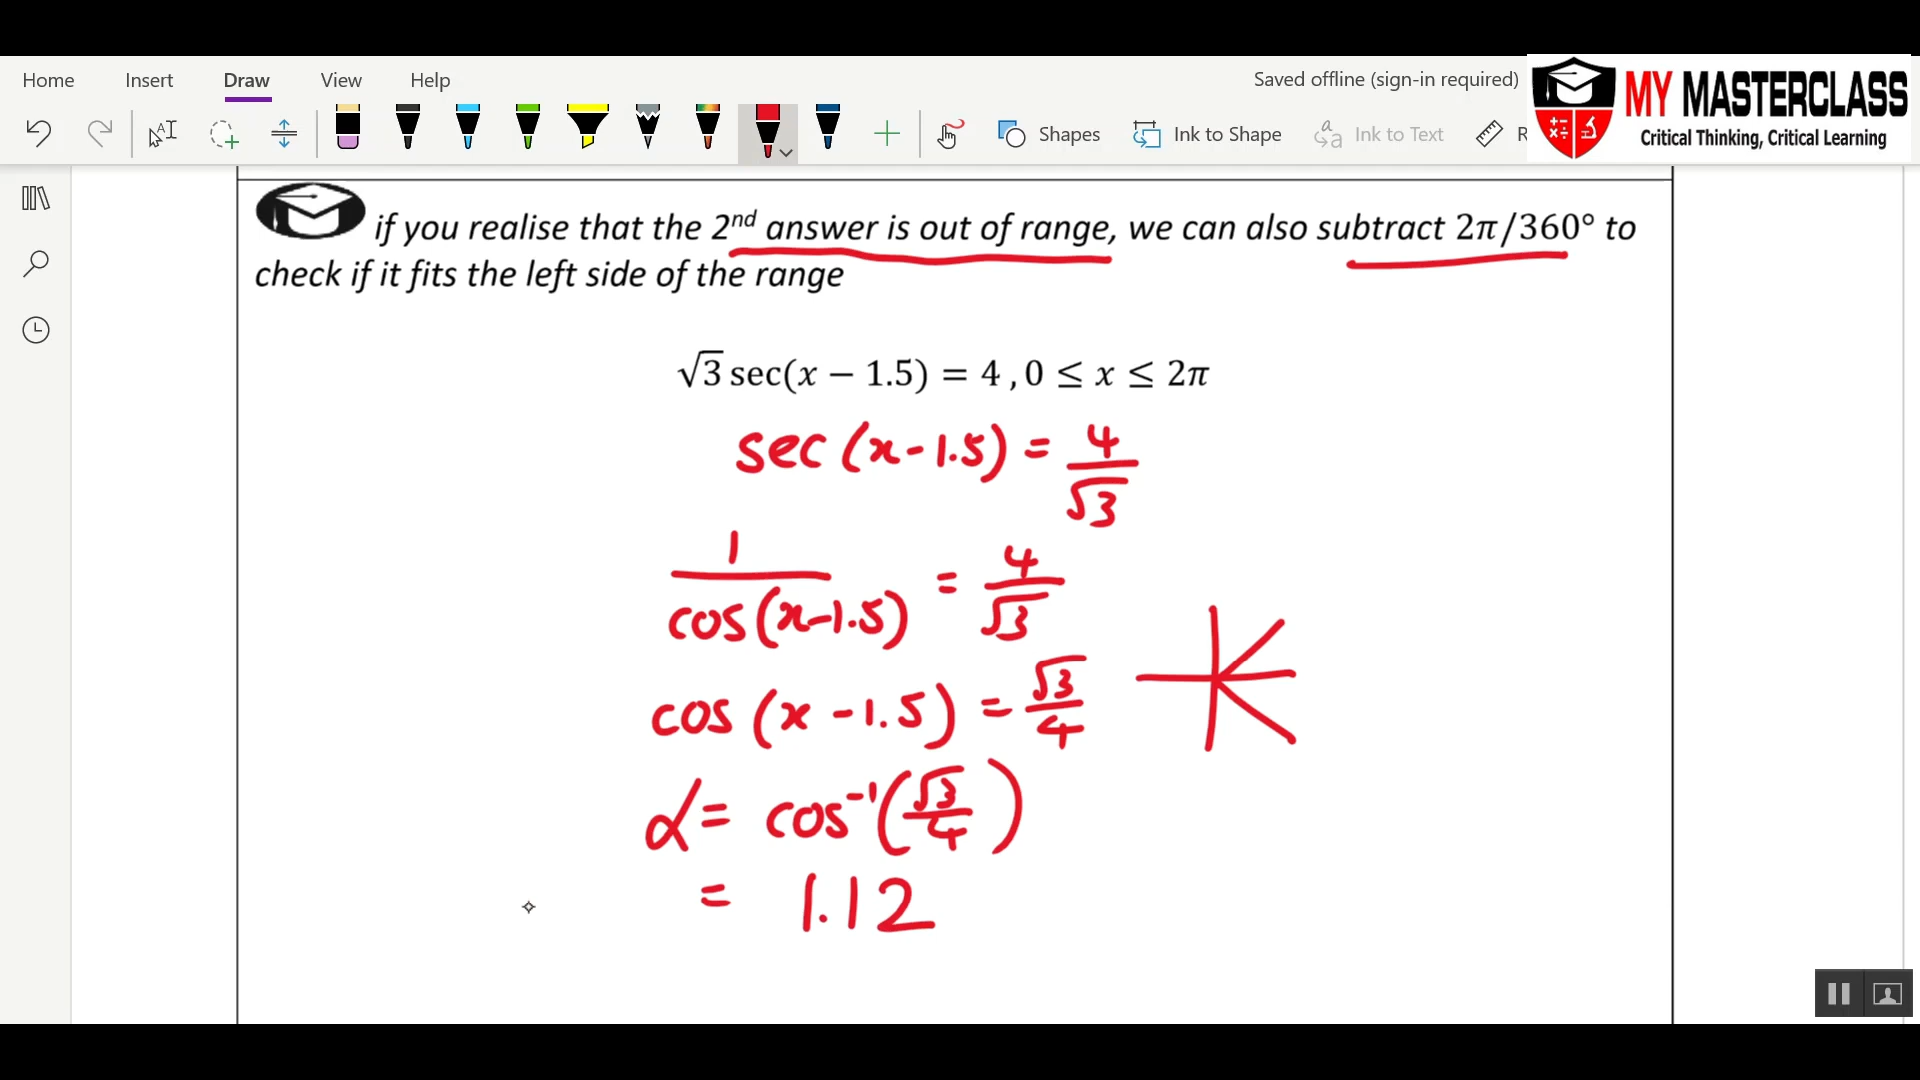 Home Insert Draw View Help Saved offline (sign-in required)
MY MASTERCLASS
Critical Thinking, Critical Learning
Shapes Ink to Shape Ink to Text R
if you realise that the 2nd answer is out of range, we can also subtract 2π/360° to
check if it fits the left side of the range
√3 sec(x − 1.5) = 4 , 0 ≤ x ≤ 2π
sec (x - 1.5) = 4/√3
1/cos(x-1.5) = 4/√3
cos (x - 1.5) = √3/4
α = cos⁻¹(√3/4)
= 1.12